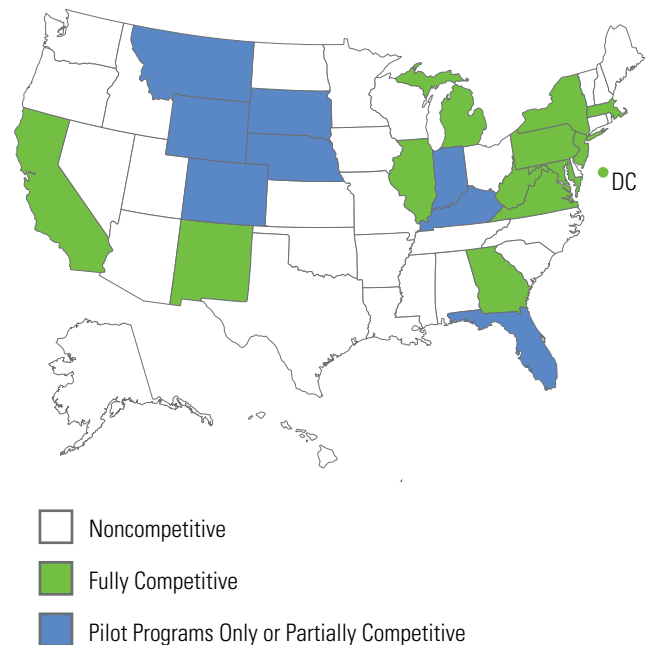 DC
Noncompetitive
Fully Competitive
Pilot Programs Only or Partially Competitive